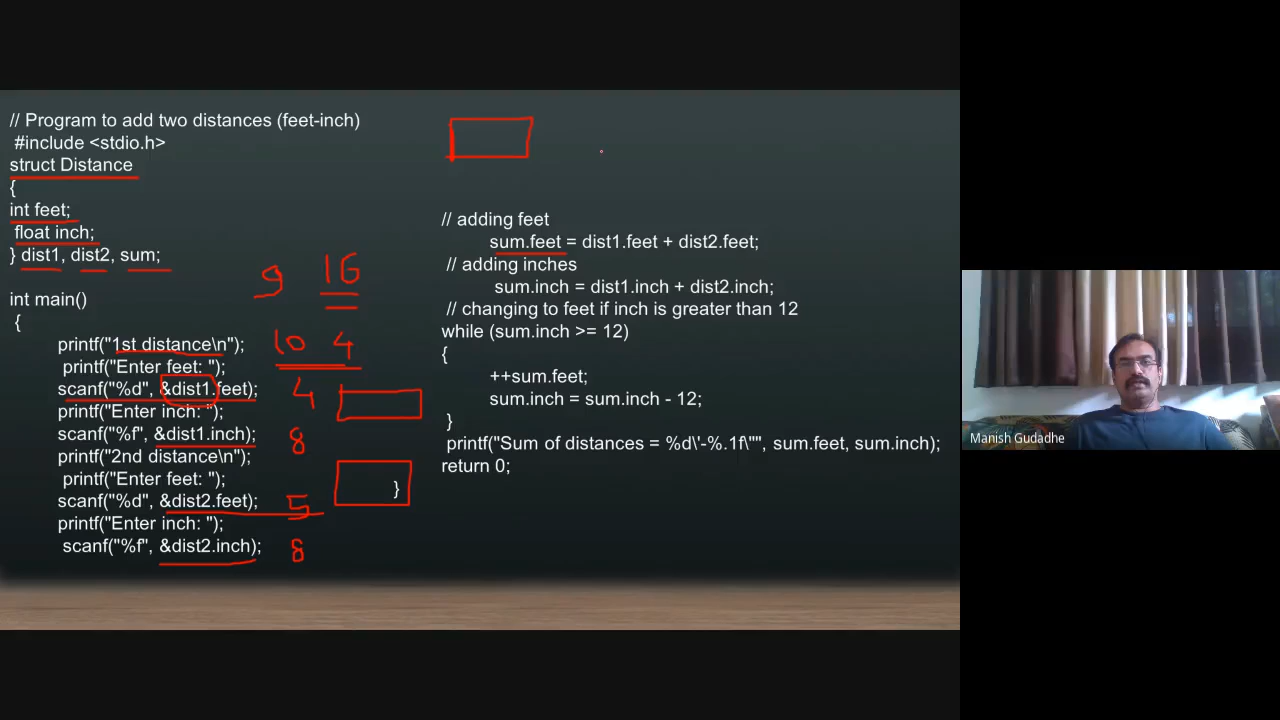 // Program to add two distances (feet-inch)
#include <stdio.h>
struct Distance
{
int feet;
float inch;
} dist1, dist2, sum;
int main()
{
printf("1st distance\n");
printf("Enter feet: ");
scanf("%d", &dist1.feet);
printf("Enter inch: ");
scanf("%f", &dist1.inch);
printf("2nd distance\n");
printf("Enter feet: ");
scanf("%d", &dist2.feet);
printf("Enter inch: ");
scanf("%f", &dist2.inch);
9 16
10 4
4
8
5
8
// adding feet
sum.feet = dist1.feet + dist2.feet;
// adding inches
sum.inch = dist1.inch + dist2.inch;
// changing to feet if inch is greater than 12
while (sum.inch >= 12)
{
++sum.feet;
sum.inch = sum.inch - 12;
}
printf("Sum of distances = %d\'-%.1f\"", sum.feet, sum.inch);
return 0;
}
Manish Gudadhe